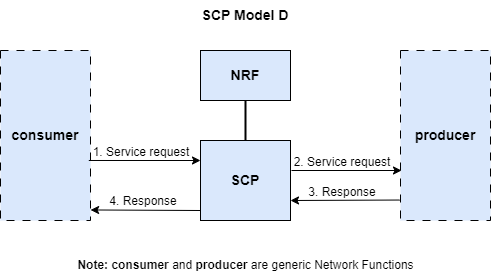 SCP Model D
NRF
consumer
producer
1. Service request
2. Service request
SCP
3. Response
4. Response
Note: consumer and producer are generic Network Functions